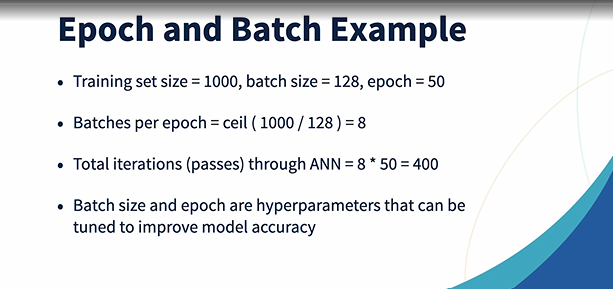 Epoch and Batch Example
• Training set size = 1000, batch size = 128, epoch = 50
• Batches per epoch = ceil ( 1000 / 128 ) = 8
• Total iterations (passes) through ANN = 8 * 50 = 400
• Batch size and epoch are hyperparameters that can be
tuned to improve model accuracy